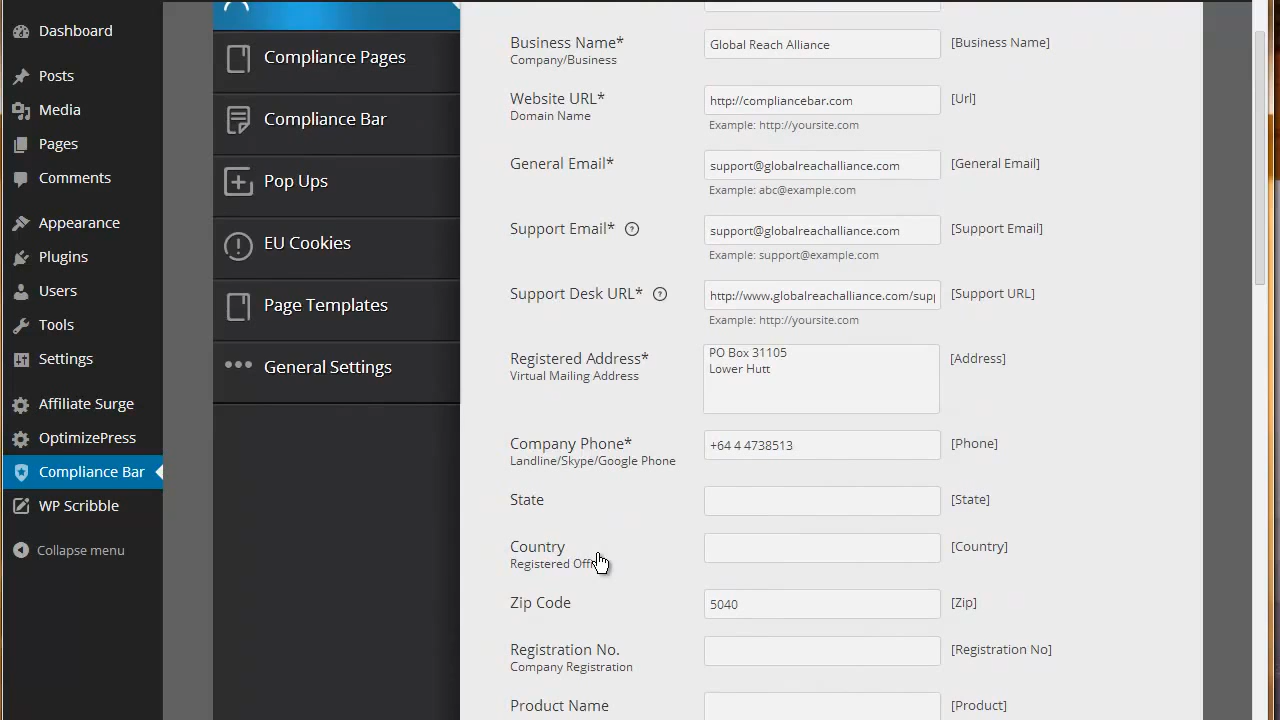 Dashboard
Posts
Media
Pages
Comments
Appearance
Plugins
Users
Tools
Settings
Affiliate Surge
OptimizePress
Compliance Bar
WP Scribble
Collapse menu
Compliance Pages
Compliance Bar
Pop Ups
EU Cookies
Page Templates
General Settings
Business Name* Global Reach Alliance [Business Name]
Company/Business
Website URL* http://compliancebar.com [Url]
Domain Name
Example: http://yoursite.com
General Email* support@globalreachalliance.com [General Email]
Example: abc@example.com
Support Email* ? support@globalreachalliance.com [Support Email]
Example: support@example.com
Support Desk URL* ? http://www.globalreachalliance.com/sup [Support URL]
Example: http://yoursite.com
Registered Address* PO Box 31105 [Address]
Virtual Mailing Address Lower Hutt
Company Phone* +64 4 4738513 [Phone]
Landline/Skype/Google Phone
State [State]
Country [Country]
Registered Off
Zip Code 5040 [Zip]
Registration No. [Registration No]
Company Registration
Product Name [Product]